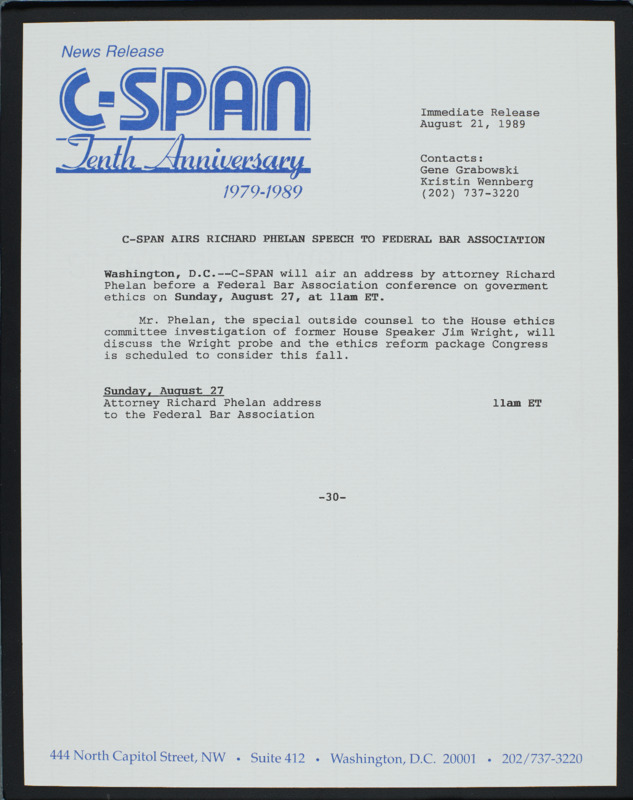 News Release
C-SPAN
Tenth Anniversary
1979-1989
Immediate Release
August 21, 1989
Contacts:
Gene Grabowski
Kristin Wennberg
(202) 737-3220
C-SPAN AIRS RICHARD PHELAN SPEECH TO FEDERAL BAR ASSOCIATION
Washington, D.C.--C-SPAN will air an address by attorney Richard
Phelan before a Federal Bar Association conference on goverment
ethics on Sunday, August 27, at 11am ET.
Mr. Phelan, the special outside counsel to the House ethics
committee investigation of former House Speaker Jim Wright, will
discuss the Wright probe and the ethics reform package Congress
is scheduled to consider this fall.
Sunday, August 27
Attorney Richard Phelan address 11am ET
to the Federal Bar Association
-30-
444 North Capitol Street, NW • Suite 412 • Washington, D.C. 20001 • 202/737-3220